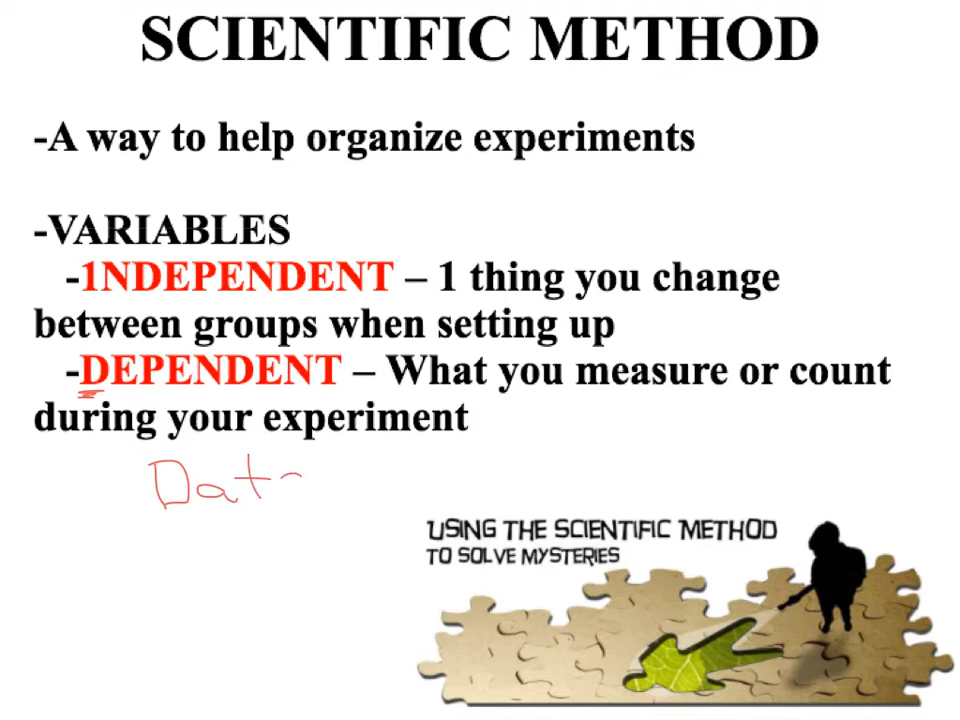 SCIENTIFIC METHOD
-A way to help organize experiments
-VARIABLES
-1NDEPENDENT – 1 thing you change
between groups when setting up
-DEPENDENT – What you measure or count
during your experiment
Dat
USING THE SCIENTIFIC METHOD
TO SOLVE MYSTERIES